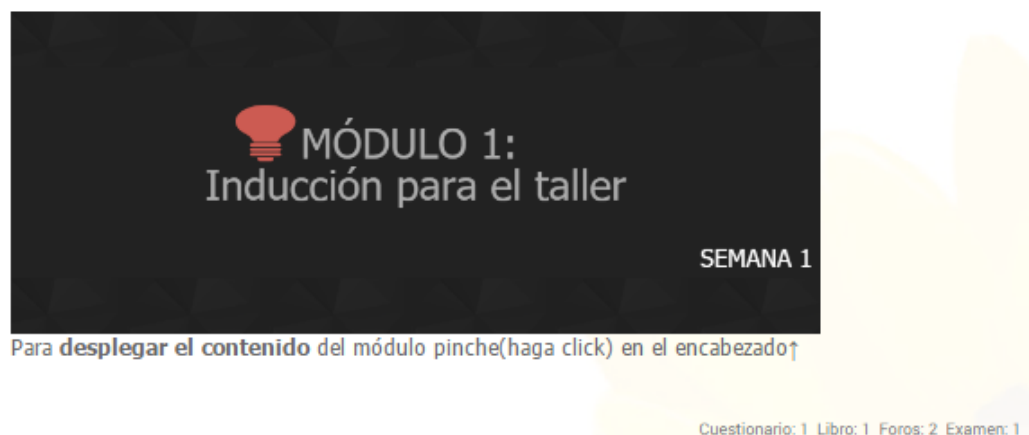 MÓDULO 1:
Inducción para el taller
SEMANA 1
Para desplegar el contenido del módulo pinche(haga click) en el encabezado↑
Cuestionario: 1 Libro: 1 Foros: 2 Examen: 1